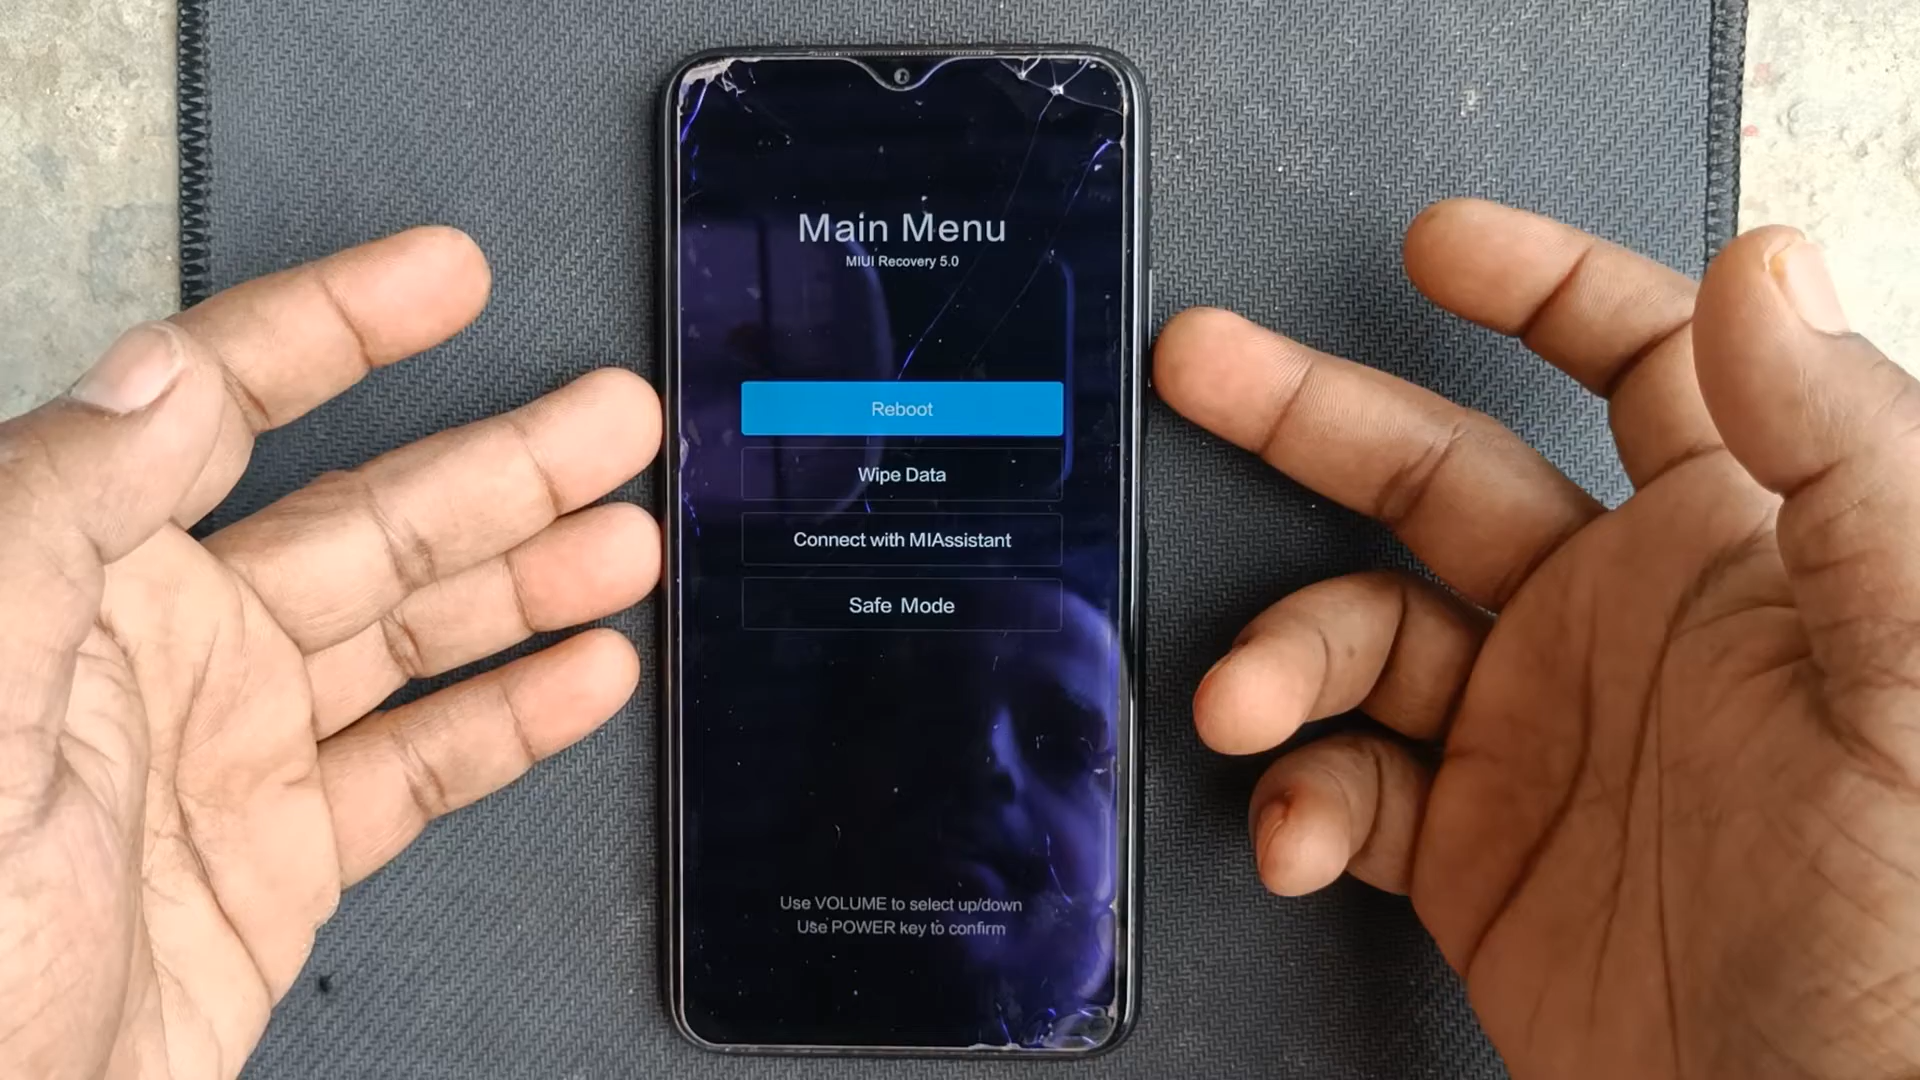 Main Menu
MIUI Recovery 5.0
Reboot
Wipe Data
Connect with MIAssistant
Safe Mode
Use VOLUME to select up/down
Use POWER key to confirm